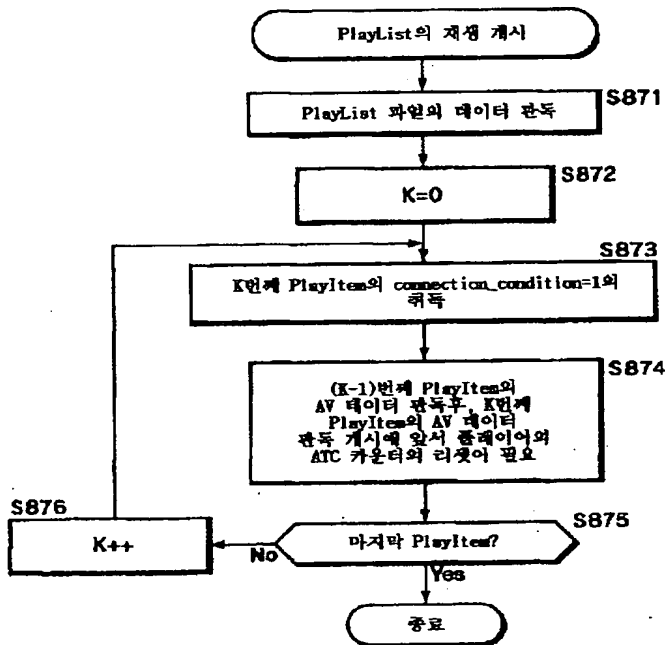 PlayList의 재생 개시
S871
PlayList 파일의 데이터 판독
S872
K=0
S873
K번째 PlayItem의 connection_condition=1의
취득
S874
(K-1)번째 PlayItem의
AV 데이터 판독후, K번째
PlayItem의 AV 데이터
판독 개시에 앞서 플레이어의
ATC 카운터의 리셋이 필요
S875
마지막 PlayItem?
S876
K++
No
Yes
종료